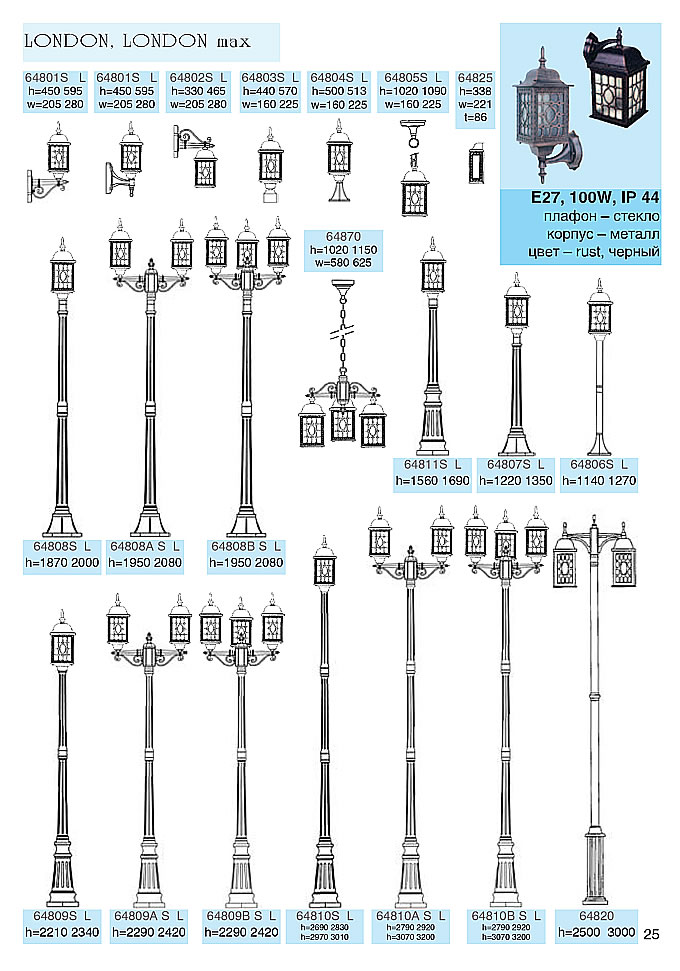 LONDON, LONDON max
64801S L
h=450 595
w=205 280
64801S L
h=450 595
w=205 280
64802S L
h=330 465
w=205 280
64803S L
h=440 570
w=160 225
64804S L
h=500 513
w=160 225
64805S L
h=1020 1090
w=160 225
64825
h=338
w=221
t=86
E27, 100W, IP 44
плафон – стекло
корпус – металл
цвет – rust, черный
64870
h=1020 1150
w=580 625
64811S L
h=1560 1690
64807S L
h=1220 1350
64806S L
h=1140 1270
64808S L
h=1870 2000
64808A S L
h=1950 2080
64808B S L
h=1950 2080
64809S L
h=2210 2340
64809A S L
h=2290 2420
64809B S L
h=2290 2420
64810S L
h=2690 2830
h=2970 3010
64810A S L
h=2790 2920
h=3070 3200
64810B S L
h=2790 2920
h=3070 3200
64820
h=2500 3000
25